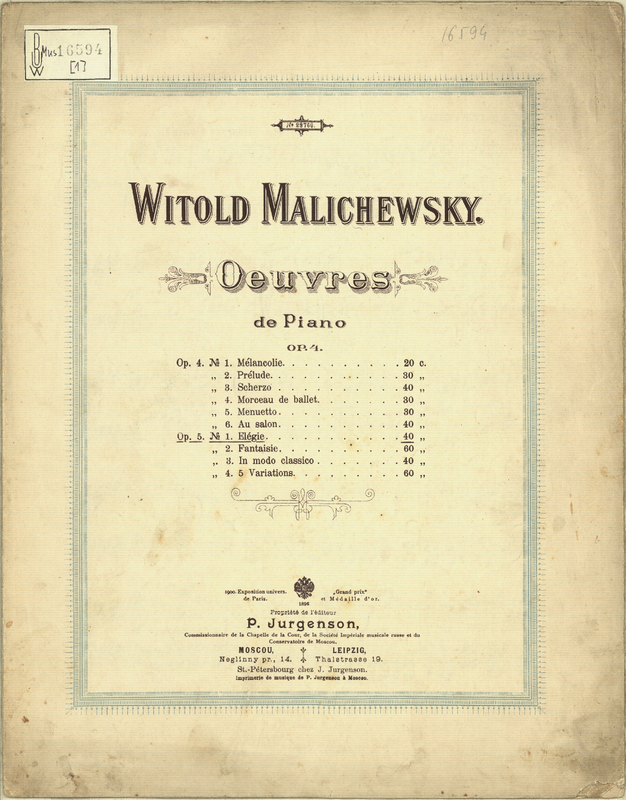 Mus 16594
[1]
BUW
16594
№ 28764.
WITOLD MALICHEWSKY.
Oeuvres
de Piano
OP. 4.
Op. 4. № 1. Mélancolie. . . . . . . . . . . 20 c.
„ 2. Prélude. . . . . . . . . . . . 30 „
„ 3. Scherzo . . . . . . . . . . . 40 „
„ 4. Morceau de ballet. . . . . . . . 30 „
„ 5. Menuetto . . . . . . . . . . . 30 „
„ 6. Au salon. . . . . . . . . . . 40 „
Op. 5. № 1. Elégie. . . . . . . . . . . . 40 „
„ 2. Fantaisie. . . . . . . . . . . 60 „
„ 3. In modo classico . . . . . . . . 40 „
„ 4. 5 Variations. . . . . . . . . . 60 „
1900. Exposition univers. „Grand prix"
de Paris. et Médaille d'or.
1896
Propriété de l'éditeur
P. Jurgenson,
Commissionnaire de la Chapelle de la Cour, de la Société Impériale musicale russe et du
Conservatoire de Moscou.
MOSCOU, LEIPZIG,
Neglinny pr., 14. Thalstrasse 19.
St.-Pétersbourg chez J. Jurgenson.
Imprimerie de musique de P. Jurgenson à Moscou.